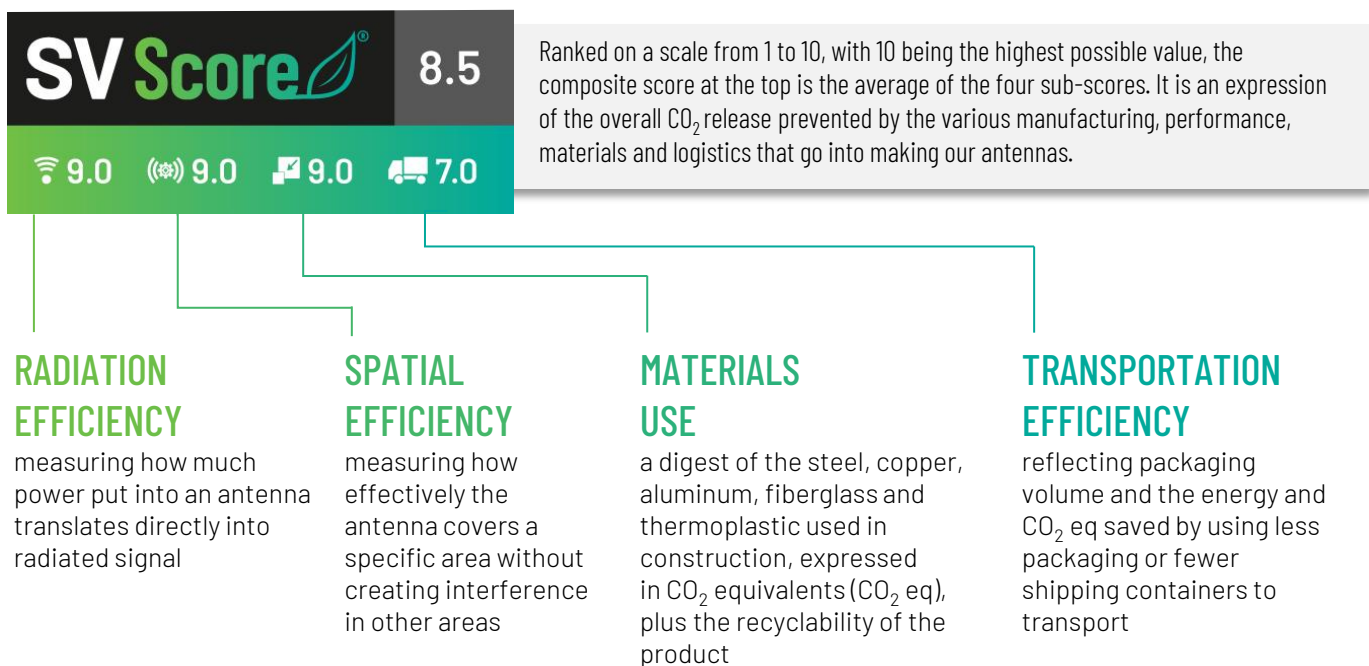 SV Score® 8.5
Ranked on a scale from 1 to 10, with 10 being the highest possible value, the
composite score at the top is the average of the four sub-scores. It is an expression
of the overall CO₂ release prevented by the various manufacturing, performance,
materials and logistics that go into making our antennas.
9.0 9.0 9.0 7.0
RADIATION
EFFICIENCY
measuring how much
power put into an antenna
translates directly into
radiated signal
SPATIAL
EFFICIENCY
measuring how
effectively the
antenna covers a
specific area without
creating interference
in other areas
MATERIALS
USE
a digest of the steel, copper,
aluminum, fiberglass and
thermoplastic used in
construction, expressed
in CO₂ equivalents (CO₂ eq),
plus the recyclability of the
product
TRANSPORTATION
EFFICIENCY
reflecting packaging
volume and the energy and
CO₂ eq saved by using less
packaging or fewer
shipping containers to
transport